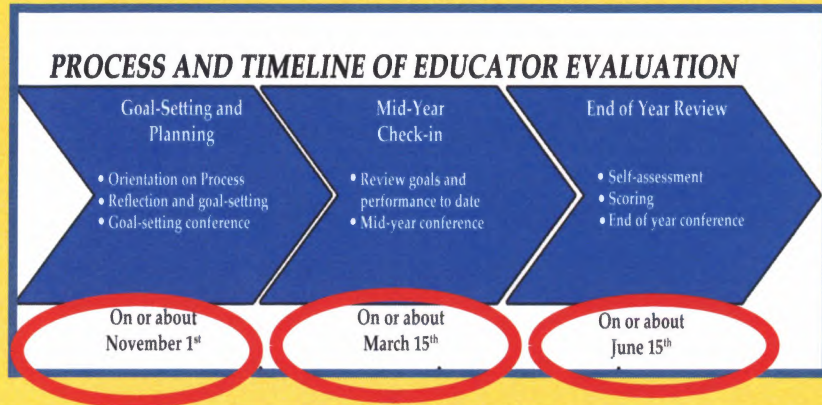 PROCESS AND TIMELINE OF EDUCATOR EVALUATION
Goal-Setting and
Planning
• Orientation on Process
• Reflection and goal-setting
• Goal-setting conference
On or about
November 1st
Mid-Year
Check-in
• Review goals and
performance to date
• Mid-year conference
On or about
March 15th
End of Year Review
• Self-assessment
• Scoring
• End of year conference
On or about
June 15th